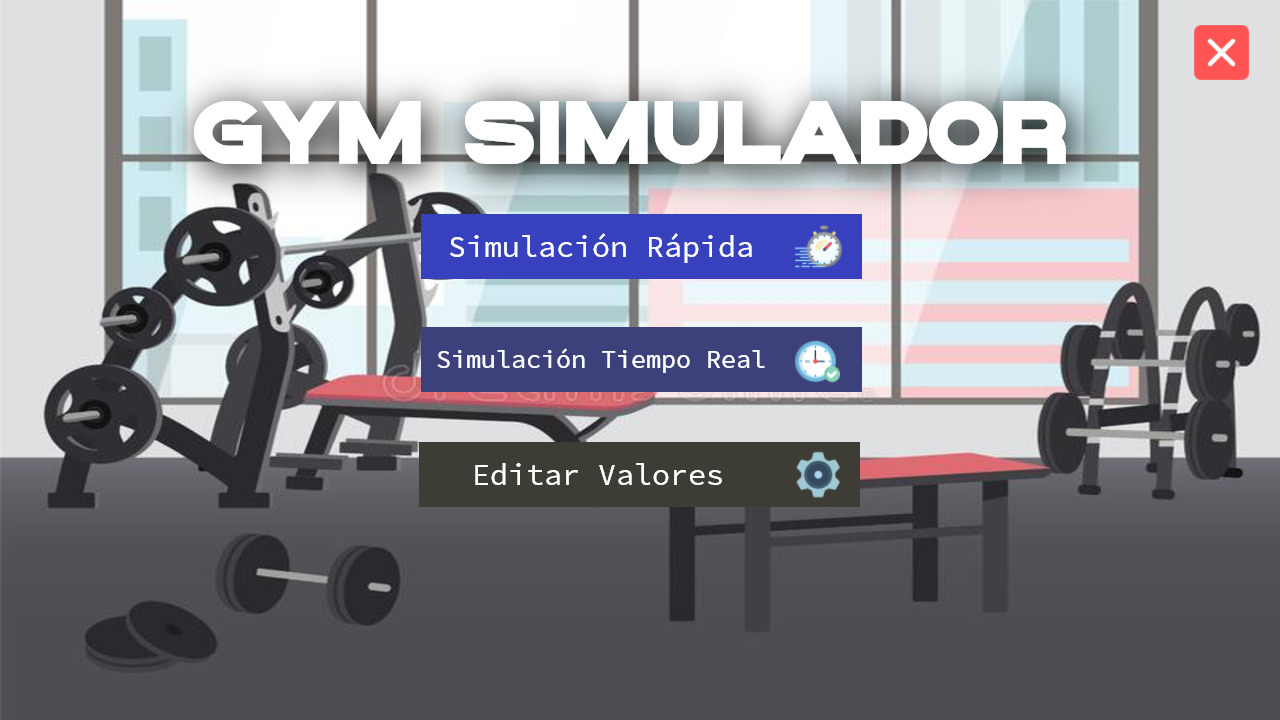 GYM SIMULADOR
Simulación Rápida
Simulación Tiempo Real
Editar Valores